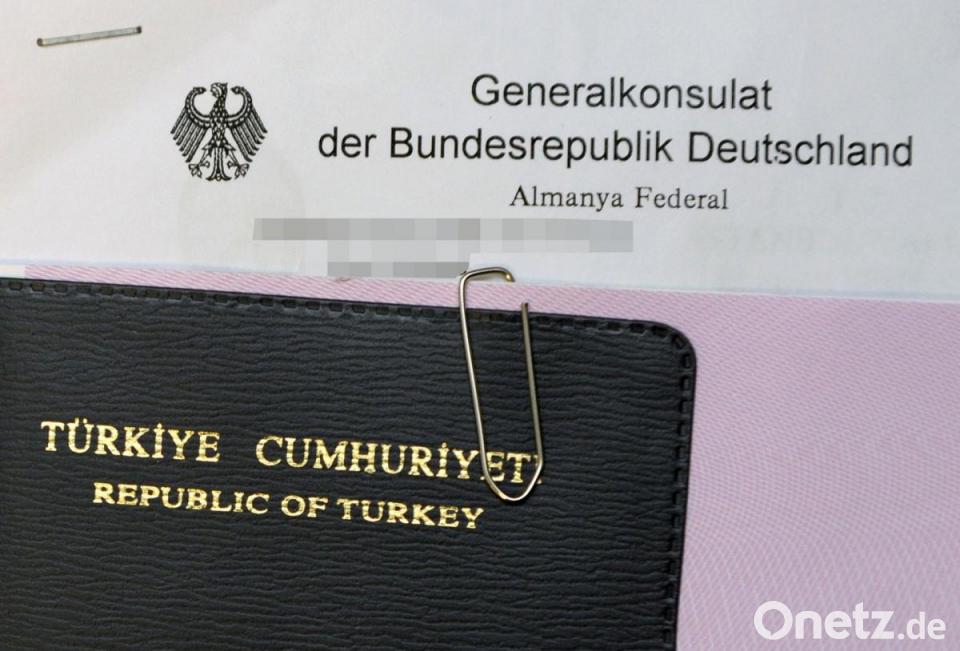 Generalkonsulat
der Bundesrepublik Deutschland
Almanya Federal
TÜRKİYE CUMHURİYETİ
REPUBLIC OF TURKEY
Onetz.de